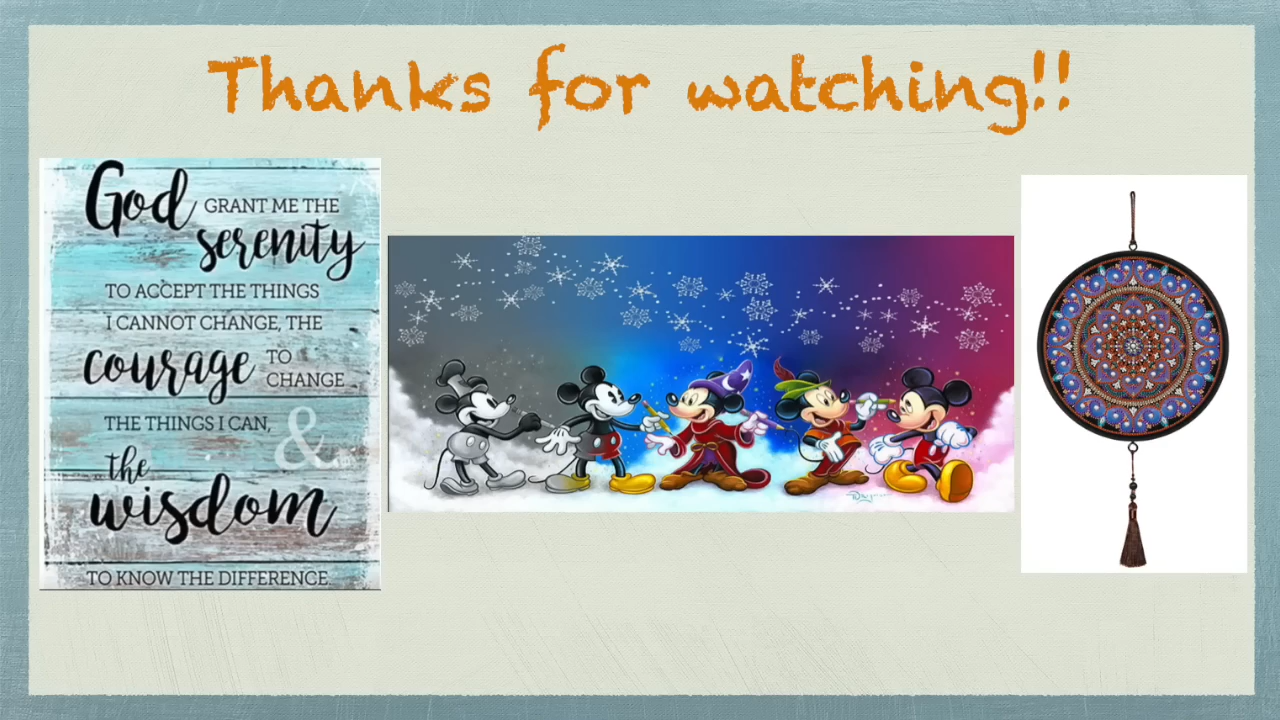 Thanks for watching!!
God GRANT ME THE
serenity
TO ACCEPT THE THINGS
I CANNOT CHANGE, THE
courage TO
CHANGE
THE THINGS I CAN,
&
the
wisdom
TO KNOW THE DIFFERENCE.